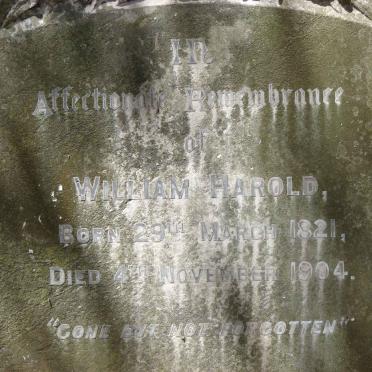 In
Affectionate Remembrance
of
WILLIAM HAROLD,
BORN 29TH MARCH 1821,
DIED 4TH NOVEMBER 1904.
"GONE BUT NOT FORGOTTEN"